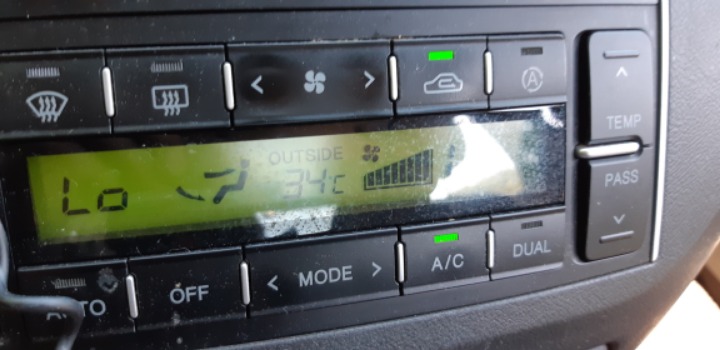 A
TEMP
OUTSIDE
Lo
34c
PASS
AUTO
OFF
< MODE >
A/C
DUAL